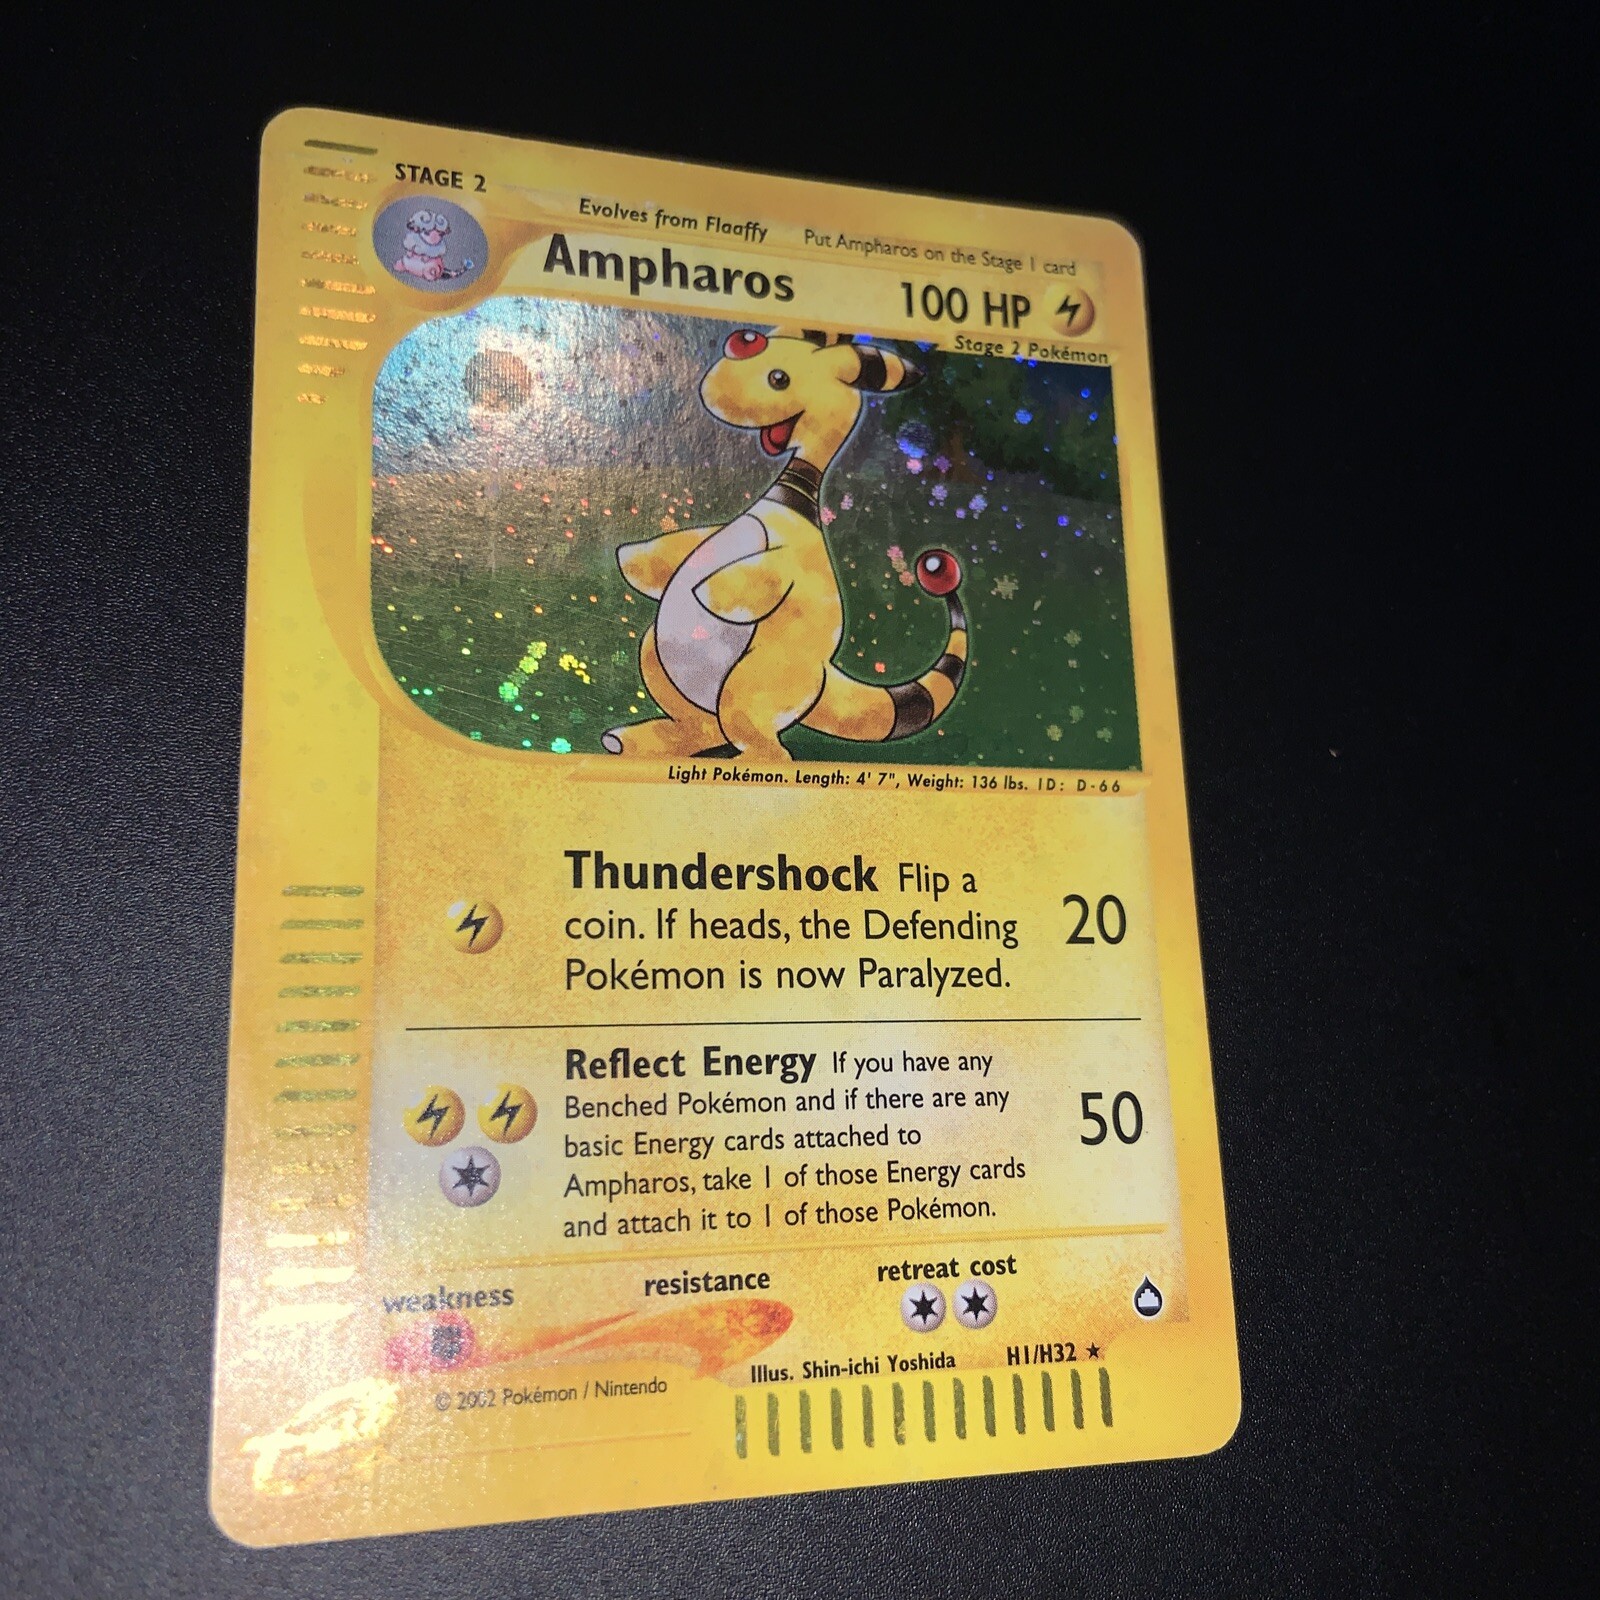 STAGE 2
Evolves from Flaaffy
Put Ampharos on the Stage 1 card
Ampharos
100 HP
Stage 2 Pokémon
Light Pokémon. Length: 4' 7", Weight: 136 lbs. ID: D-66
Thundershock Flip a
coin. If heads, the Defending
Pokémon is now Paralyzed.
20
Reflect Energy If you have any
Benched Pokémon and if there are any
basic Energy cards attached to
Ampharos, take 1 of those Energy cards
and attach it to 1 of those Pokémon.
50
weakness
resistance
retreat cost
Illus. Shin-ichi Yoshida
H1/H32 ★
© 2002 Pokémon / Nintendo